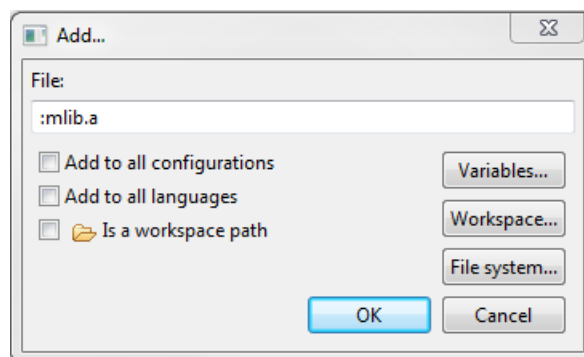 Add...
File:
:mlib.a
Add to all configurations
Variables...
Add to all languages
Workspace...
Is a workspace path
File system...
OK
Cancel